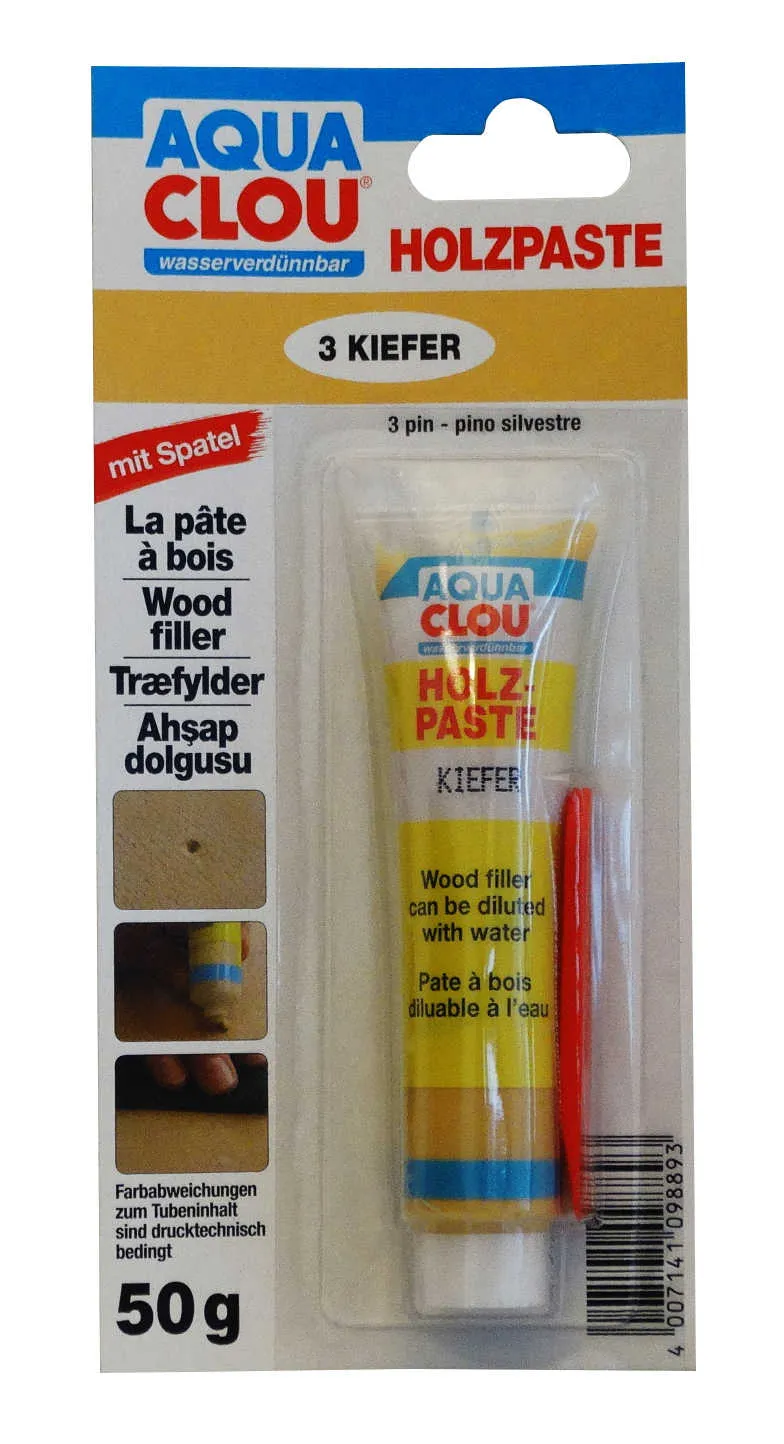 AQUA
CLOU®
wasserverdünnbar
HOLZPASTE
3 KIEFER
3 pin - pino silvestre
mit Spatel
La pâte
à bois
Wood
filler
Træfylder
Ahşap
dolgusu
AQUA
CLOU
wasserverdünnbar
HOLZ-
PASTE
KIEFER
Wood filler
can be diluted
with water
Pate à bois
diluable à l'eau
Farbabweichungen
zum Tubeninhalt
sind drucktechnisch
bedingt
50 g
4 007141 098893